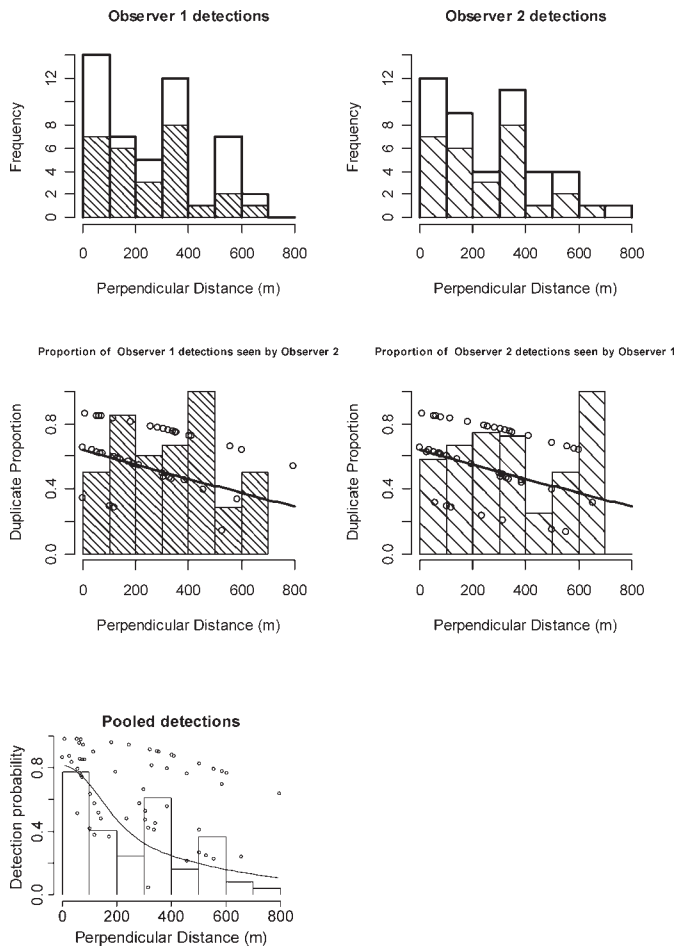 Observer 1 detections
Frequency
0 2 4 6 8 12
0 200 400 600 800
Perpendicular Distance (m)
Observer 2 detections
Frequency
0 2 4 6 8 12
0 200 400 600 800
Perpendicular Distance (m)
Proportion of Observer 1 detections seen by Observer 2
Duplicate Proportion
0.0 0.4 0.8
0 200 400 600 800
Perpendicular Distance (m)
Proportion of Observer 2 detections seen by Observer 1
Duplicate Proportion
0.0 0.4 0.8
0 200 400 600 800
Perpendicular Distance (m)
Pooled detections
Detection probability
0.0 0.4 0.8
0 200 400 600 800
Perpendicular Distance (m)